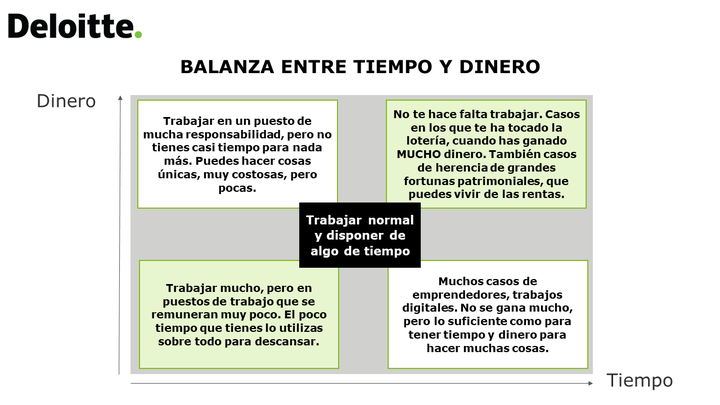 Deloitte.
BALANZA ENTRE TIEMPO Y DINERO
Dinero
Trabajar en un puesto de
mucha responsabilidad, pero no
tienes casi tiempo para nada
más. Puedes hacer cosas
únicas, muy costosas, pero
pocas.
No te hace falta trabajar. Casos
en los que te ha tocado la
lotería, cuando has ganado
MUCHO dinero. También casos
de herencia de grandes
fortunas patrimoniales, que
puedes vivir de las rentas.
Trabajar normal
y disponer de
algo de tiempo
Trabajar mucho, pero en
puestos de trabajo que se
remuneran muy poco. El poco
tiempo que tienes lo utilizas
sobre todo para descansar.
Muchos casos de
emprendedores, trabajos
digitales. No se gana mucho,
pero lo suficiente como para
tener tiempo y dinero para
hacer muchas cosas.
Tiempo